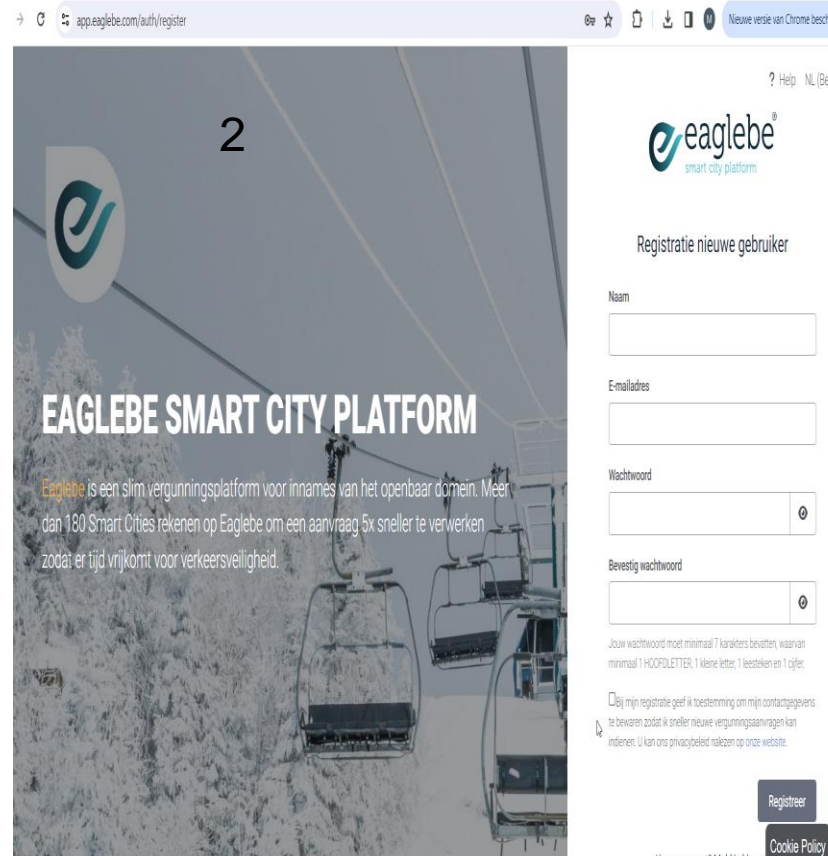 app.eaglebe.com/auth/register
M
Nieuwe versie van Chrome besch
? Help NL (Be
2
eaglebe®
smart city platform
Registratie nieuwe gebruiker
Naam
E-mailadres
EAGLEBE SMART CITY PLATFORM
Eaglebe is een slim vergunningsplatform voor innames van het openbaar domein. Meer
dan 180 Smart Cities rekenen op Eaglebe om een aanvraag 5x sneller te verwerken
zodat er tijd vrijkomt voor verkeersveiligheid.
Wachtwoord
Bevestig wachtwoord
Jouw wachtwoord moet minimaal 7 karakters bevatten, waarvan
minimaal 1 HOOFDLETTER, 1 kleine letter, 1 leesteken en 1 cijfer.
Bij mijn registratie geef ik toestemming om mijn contactgegevens
te bewaren zodat ik sneller nieuwe vergunningsaanvragen kan
indienen. U kan ons privacybeleid nalezen op onze website.
Registreer
Cookie Policy